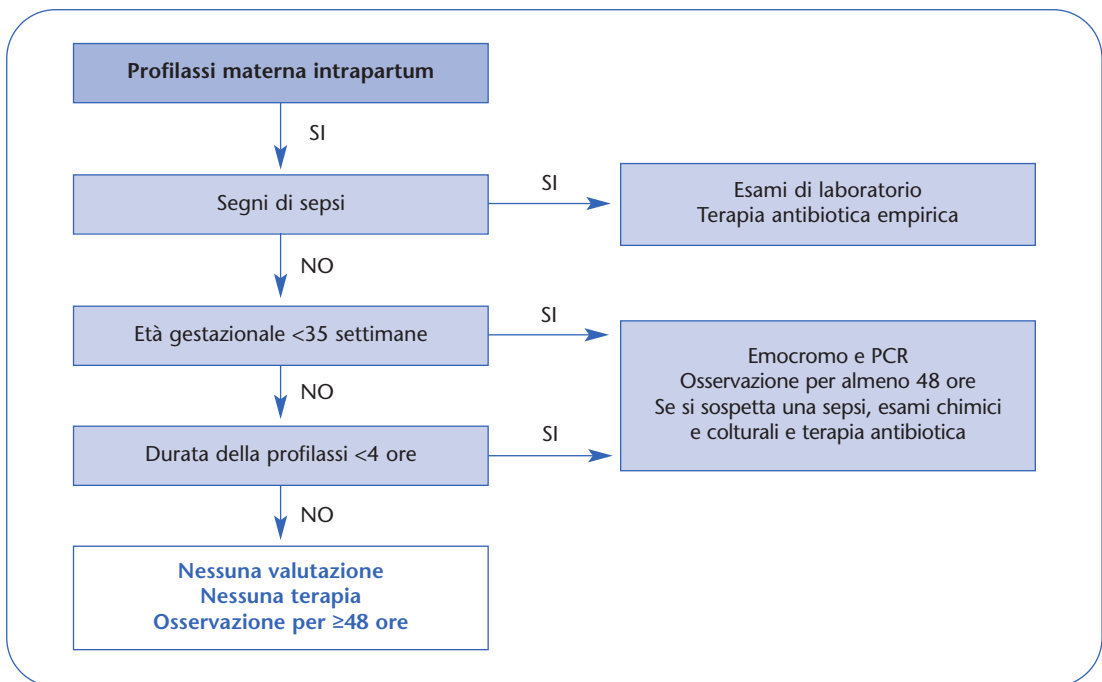 Profilassi materna intrapartum
SI
Segni di sepsi
SI
Esami di laboratorio
Terapia antibiotica empirica
NO
Età gestazionale <35 settimane
SI
Emocromo e PCR
Osservazione per almeno 48 ore
Se si sospetta una sepsi, esami chimici
e colturali e terapia antibiotica
NO
Durata della profilassi <4 ore
SI
NO
Nessuna valutazione
Nessuna terapia
Osservazione per ≥48 ore